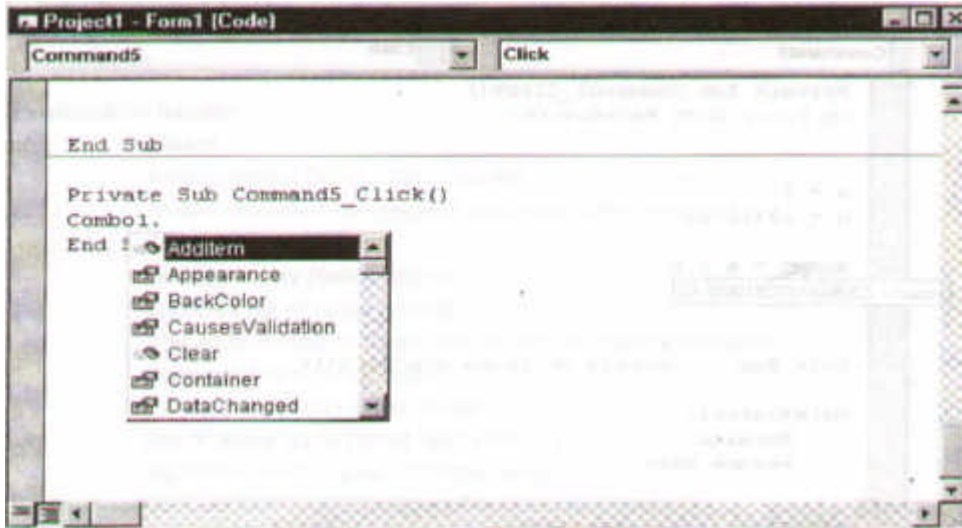 Project1 - Form1 (Code)
Command5 Click
End Sub
Private Sub Command5_Click()
Combo1.
End
AddItem
Appearance
BackColor
CausesValidation
Clear
Container
DataChanged